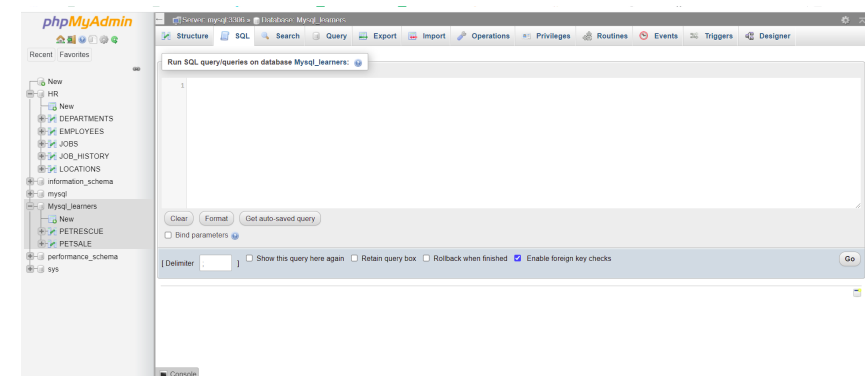 phpMyAdmin
Recent Favorites
New
HR
New
DEPARTMENTS
EMPLOYEES
JOBS
JOB_HISTORY
LOCATIONS
information_schema
mysql
Mysql_learners
New
PETRESCUE
PETSALE
performance_schema
sys
Server: mysql:3306 » Database: Mysql_learners
Structure SQL Search Query Export Import Operations Privileges Routines Events Triggers Designer
Run SQL query/queries on database Mysql_learners:
1
Clear Format Get auto-saved query
Bind parameters
[ Delimiter ; ] Show this query here again Retain query box Rollback when finished Enable foreign key checks Go
Console